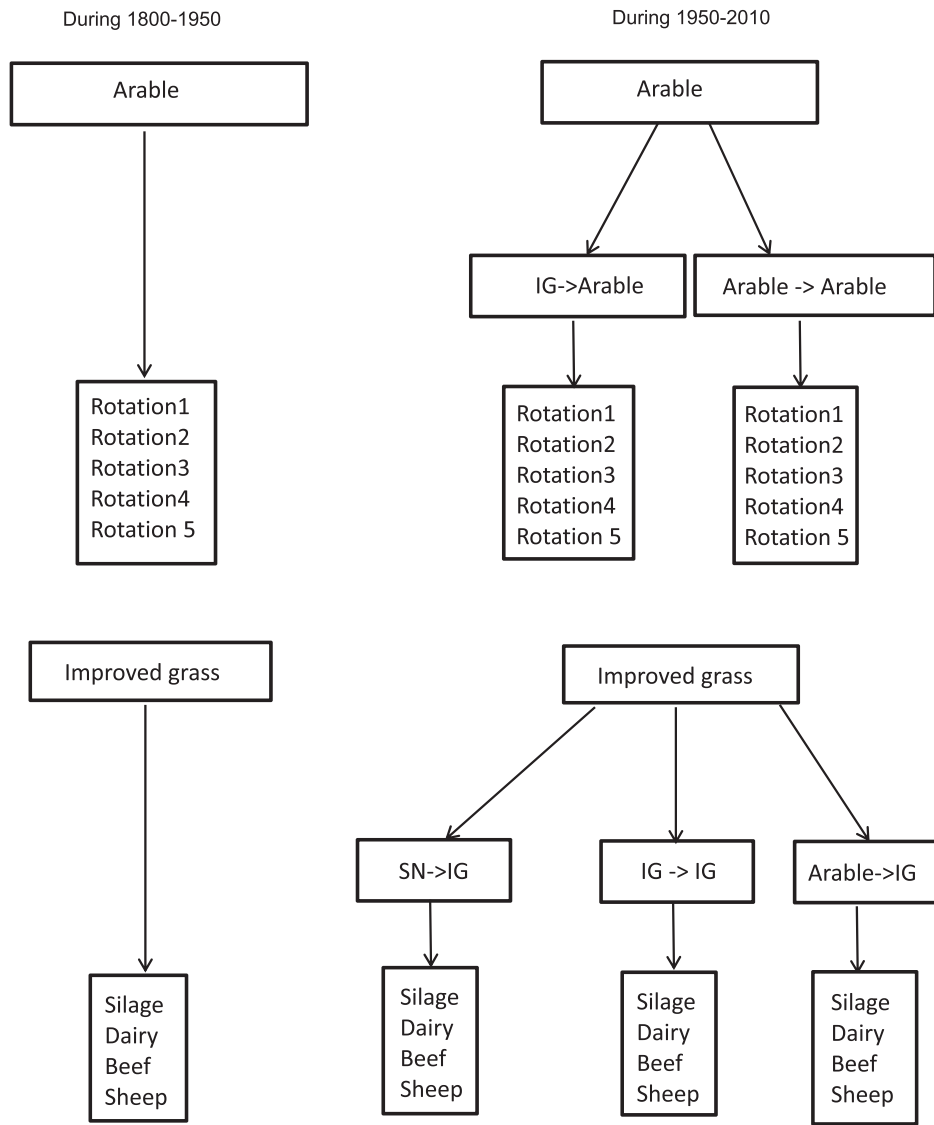 During 1800-1950
During 1950-2010
Arable
Arable
IG->Arable
Arable -> Arable
Rotation1
Rotation2
Rotation3
Rotation4
Rotation 5
Rotation1
Rotation2
Rotation3
Rotation4
Rotation 5
Rotation1
Rotation2
Rotation3
Rotation4
Rotation 5
Improved grass
Improved grass
SN->IG
IG -> IG
Arable->IG
Silage
Dairy
Beef
Sheep
Silage
Dairy
Beef
Sheep
Silage
Dairy
Beef
Sheep
Silage
Dairy
Beef
Sheep